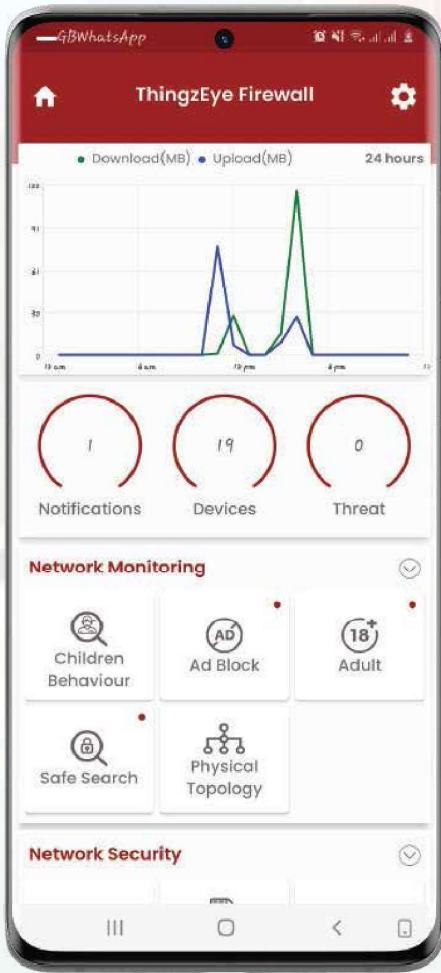 GBWhatsApp
ThingzEye Firewall
Download(MB) Upload(MB) 24 hours
0
Notifications
1
Devices
19
Threat
0
Network Monitoring
Children
Behaviour
AD
Ad Block
18+
Adult
Safe Search
Physical
Topology
Network Security